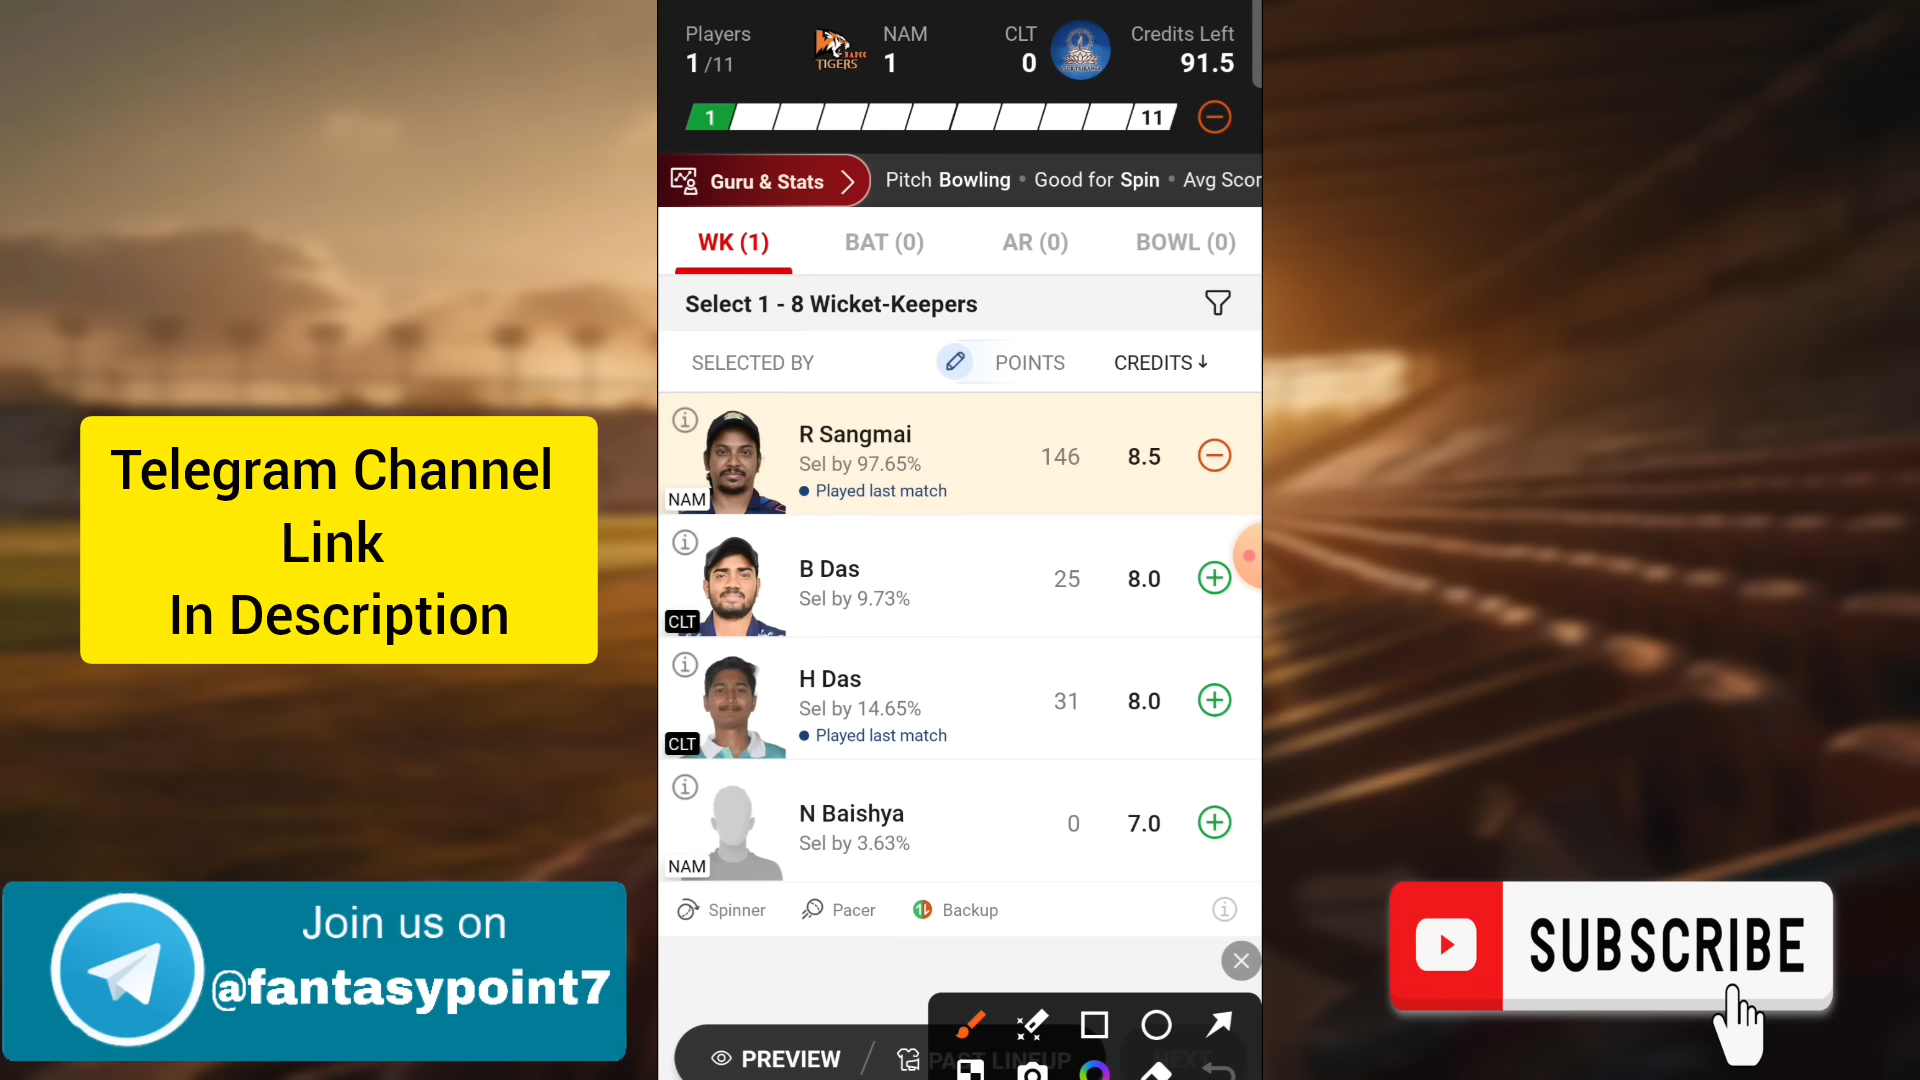 Players
1 /11
TIGERS
NAM
1
CLT
0
Credits Left
91.5
1
11
Guru & Stats
Pitch Bowling • Good for Spin • Avg Scor
WK (1)
BAT (0)
AR (0)
BOWL (0)
Select 1 - 8 Wicket-Keepers
SELECTED BY
POINTS
CREDITS↓
R Sangmai
Sel by 97.65%
Played last match
NAM
146
8.5
B Das
Sel by 9.73%
CLT
25
8.0
H Das
Sel by 14.65%
Played last match
CLT
31
8.0
N Baishya
Sel by 3.63%
NAM
0
7.0
Spinner
Pacer
Backup
PREVIEW
PAST LINEUP
NEXT
Telegram Channel
Link
In Description
Join us on
@fantasypoint7
SUBSCRIBE